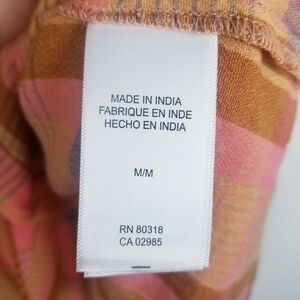 MADE IN INDIA
FABRIQUE EN INDE
HECHO EN INDIA
M/M
RN 80318
CA 02985